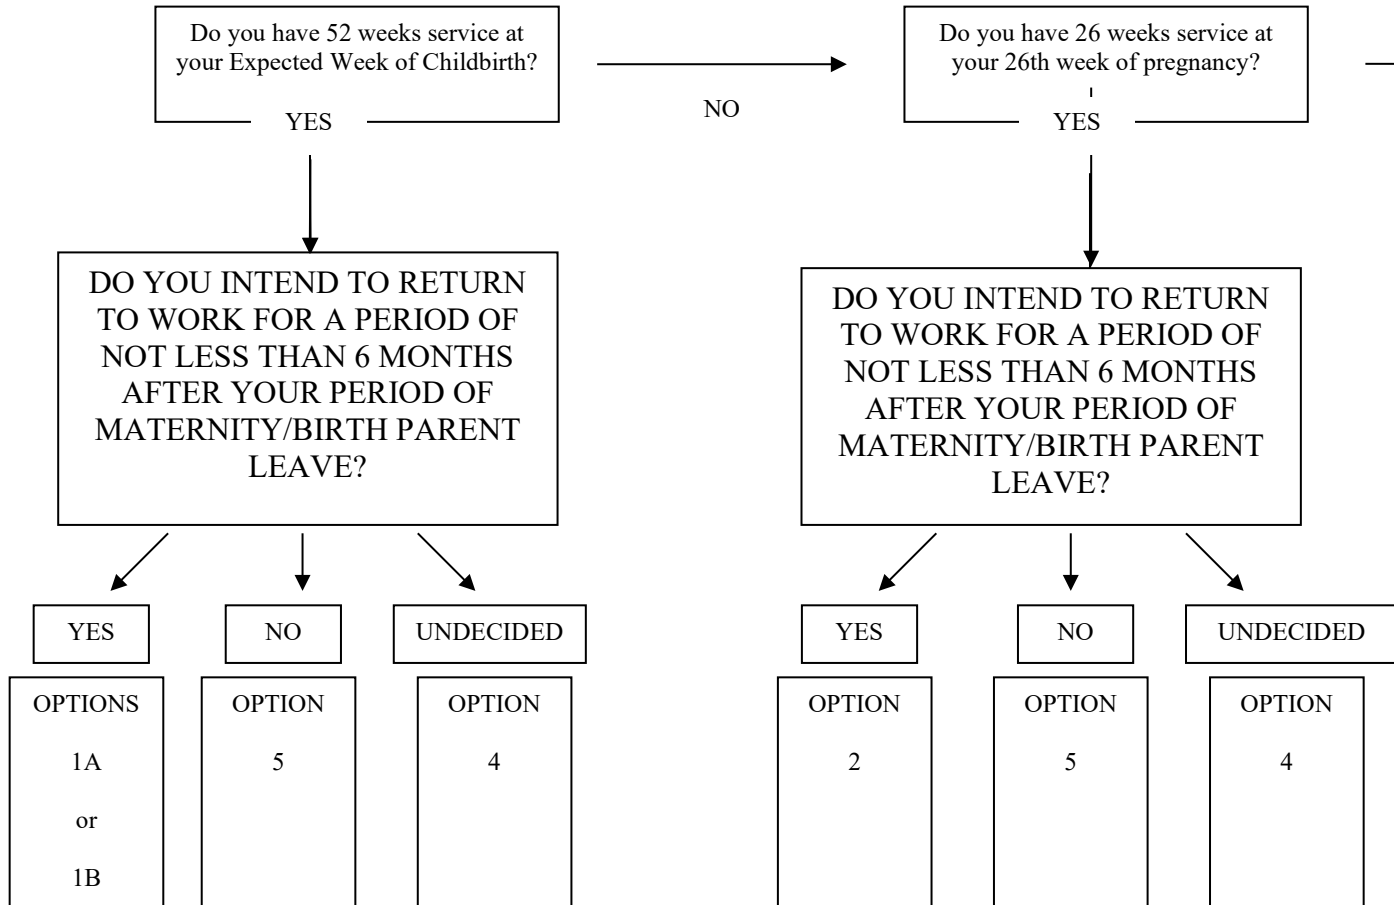 Do you have 52 weeks service at
your Expected Week of Childbirth?
YES
NO
Do you have 26 weeks service at
your 26th week of pregnancy?
YES
DO YOU INTEND TO RETURN
TO WORK FOR A PERIOD OF
NOT LESS THAN 6 MONTHS
AFTER YOUR PERIOD OF
MATERNITY/BIRTH PARENT
LEAVE?
DO YOU INTEND TO RETURN
TO WORK FOR A PERIOD OF
NOT LESS THAN 6 MONTHS
AFTER YOUR PERIOD OF
MATERNITY/BIRTH PARENT
LEAVE?
YES
NO
UNDECIDED
YES
NO
UNDECIDED
OPTIONS
1A
or
1B
OPTION
5
OPTION
4
OPTION
2
OPTION
5
OPTION
4